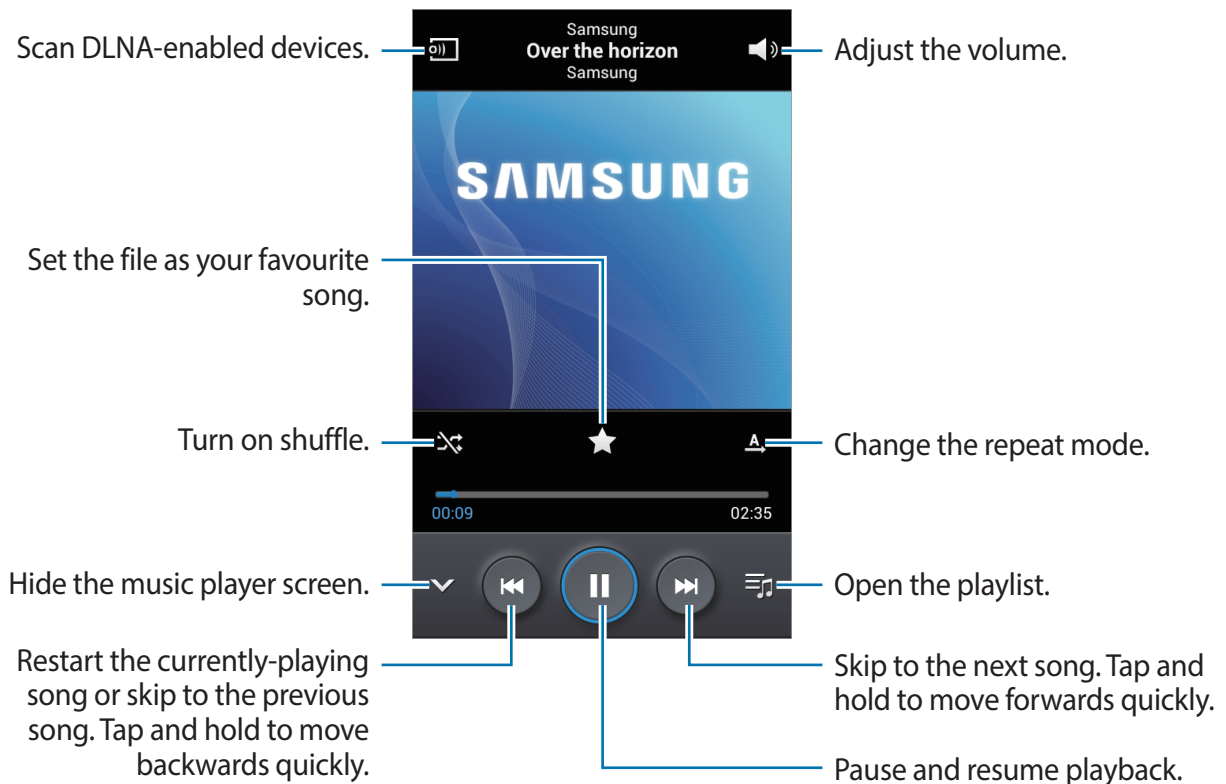 Scan DLNA-enabled devices.
Samsung
Over the horizon
Samsung
Adjust the volume.
SAMSUNG
Set the file as your favourite
song.
Turn on shuffle.
A
Change the repeat mode.
00:09
02:35
Hide the music player screen.
Open the playlist.
Restart the currently-playing
song or skip to the previous
song. Tap and hold to move
backwards quickly.
Skip to the next song. Tap and
hold to move forwards quickly.
Pause and resume playback.